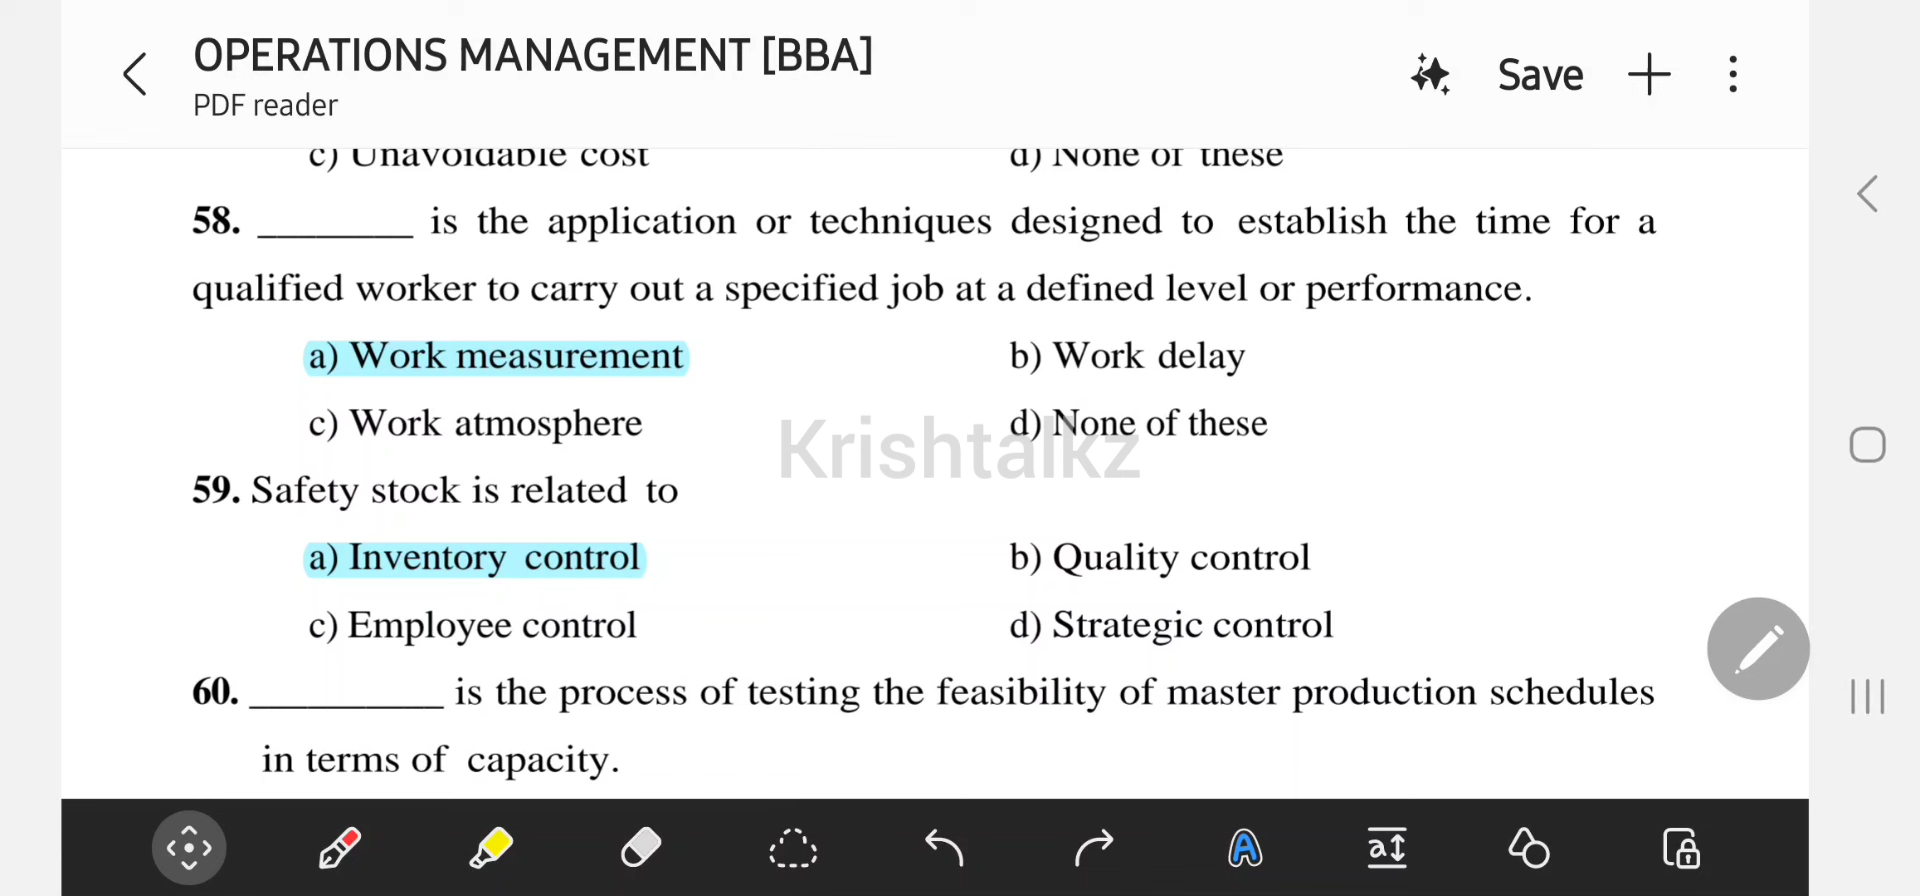 OPERATIONS MANAGEMENT [BBA]
PDF reader
Save
c) Unavoidable cost d) None of these
58. ________ is the application or techniques designed to establish the time for a
qualified worker to carry out a specified job at a defined level or performance.
a) Work measurement b) Work delay
c) Work atmosphere d) None of these
Krishtalkz
59. Safety stock is related to
a) Inventory control b) Quality control
c) Employee control d) Strategic control
60. __________ is the process of testing the feasibility of master production schedules
in terms of capacity.